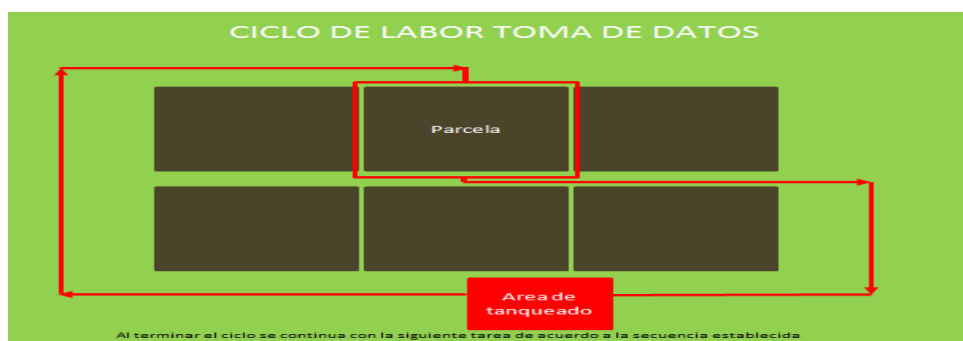 CICLO DE LABOR TOMA DE DATOS
Parcela
Area de
tanqueado
Al terminar el ciclo se continua con la siguiente tarea de acuerdo a la secuencia establecida